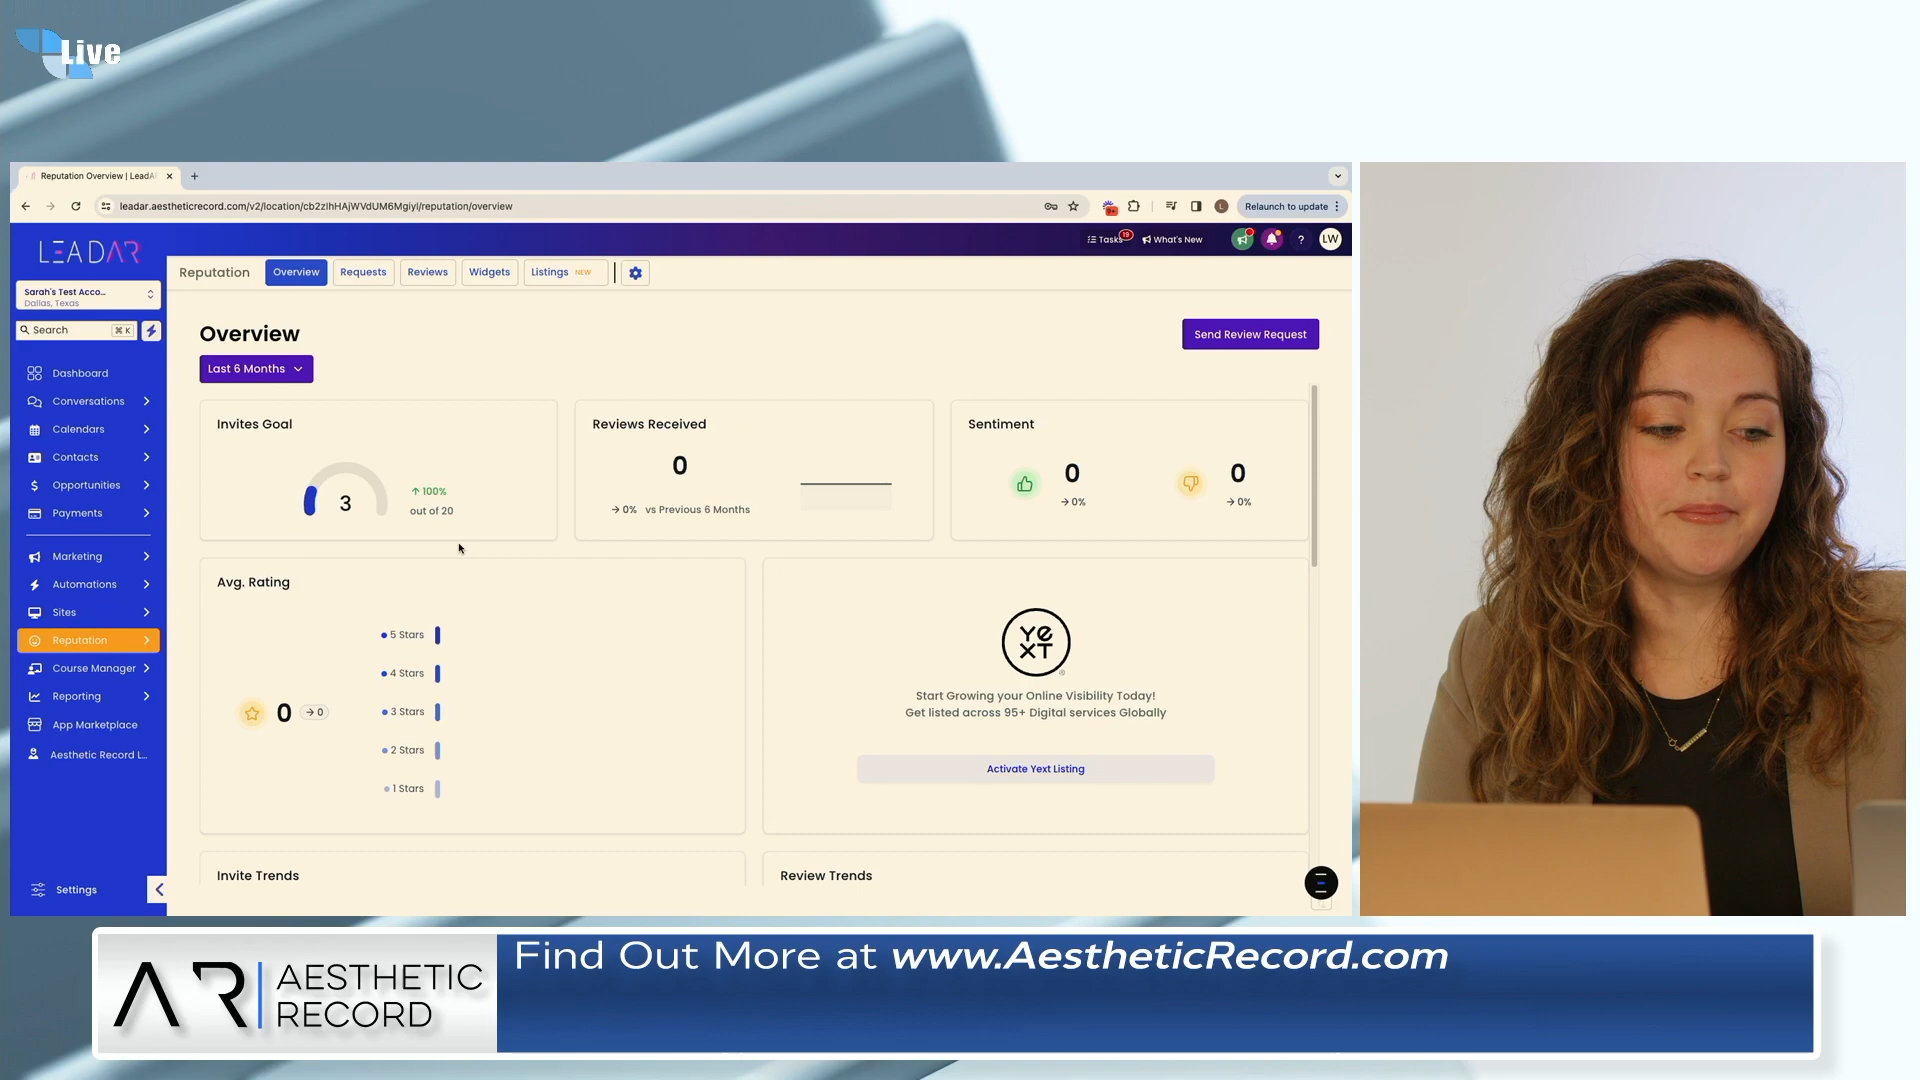 Live
Reputation Overview | LeadA
leadar.aestheticrecord.com/v2/location/cb2zlhHAjWVdUM6Mgiyl/reputation/overview
9+
L
Relaunch to update
LEADAR
Tasks
19
What's New
?
LW
Sarah's Test Acco...
Dallas, Texas
Search
⌘ K
Dashboard
Conversations
Calendars
Contacts
Opportunities
Payments
Marketing
Automations
Sites
Reputation
Course Manager
Reporting
App Marketplace
Aesthetic Record L...
Settings
Reputation
Overview
Requests
Reviews
Widgets
Listings NEW
Overview
Send Review Request
Last 6 Months
Invites Goal
3
↑ 100%
out of 20
Reviews Received
0
→ 0% vs Previous 6 Months
Sentiment
0
→ 0%
0
→ 0%
Avg. Rating
0
→ 0
5 Stars
4 Stars
3 Stars
2 Stars
1 Stars
YEXT
Start Growing your Online Visibility Today!
Get listed across 95+ Digital services Globally
Activate Yext Listing
Invite Trends
Review Trends
AR
AESTHETIC
RECORD
Find Out More at www.AestheticRecord.com